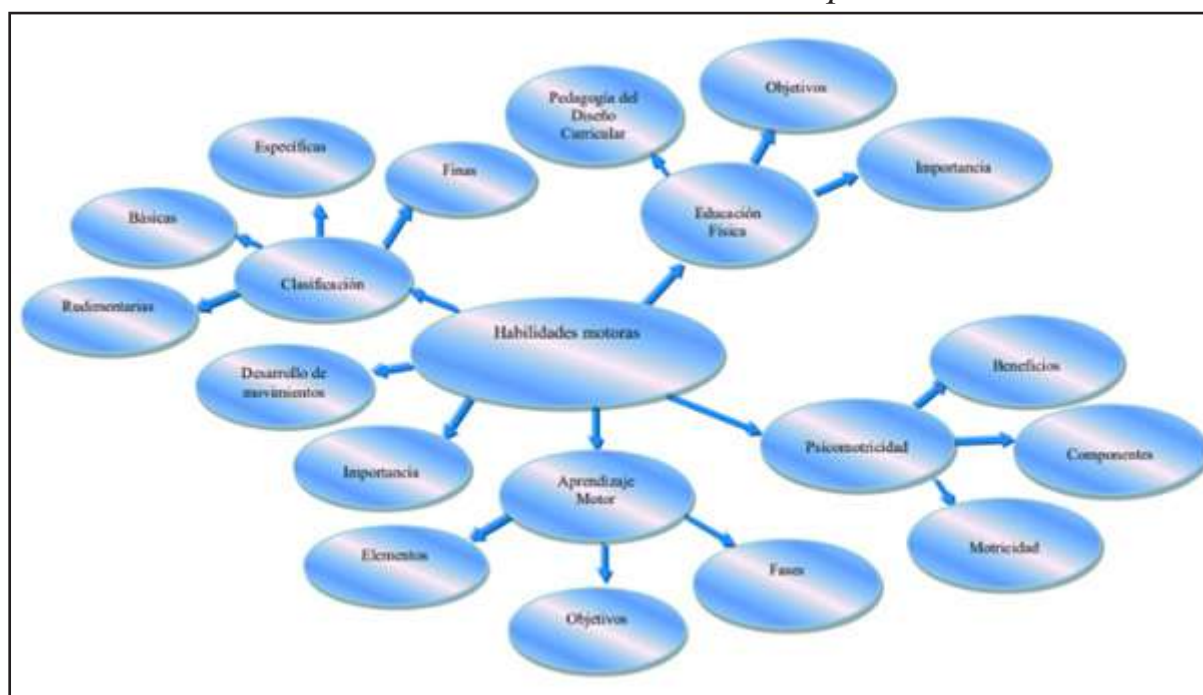 Pedagogía del
Diseño
Curricular
Objetivos
Importancia
Educación
Física
Específicas
Finas
Básicas
Clasificación
Rudimentarias
Habilidades motoras
Desarrollo de
movimientos
Importancia
Aprendizaje
Motor
Elementos
Objetivos
Fases
Psicomotricidad
Beneficios
Componentes
Motricidad